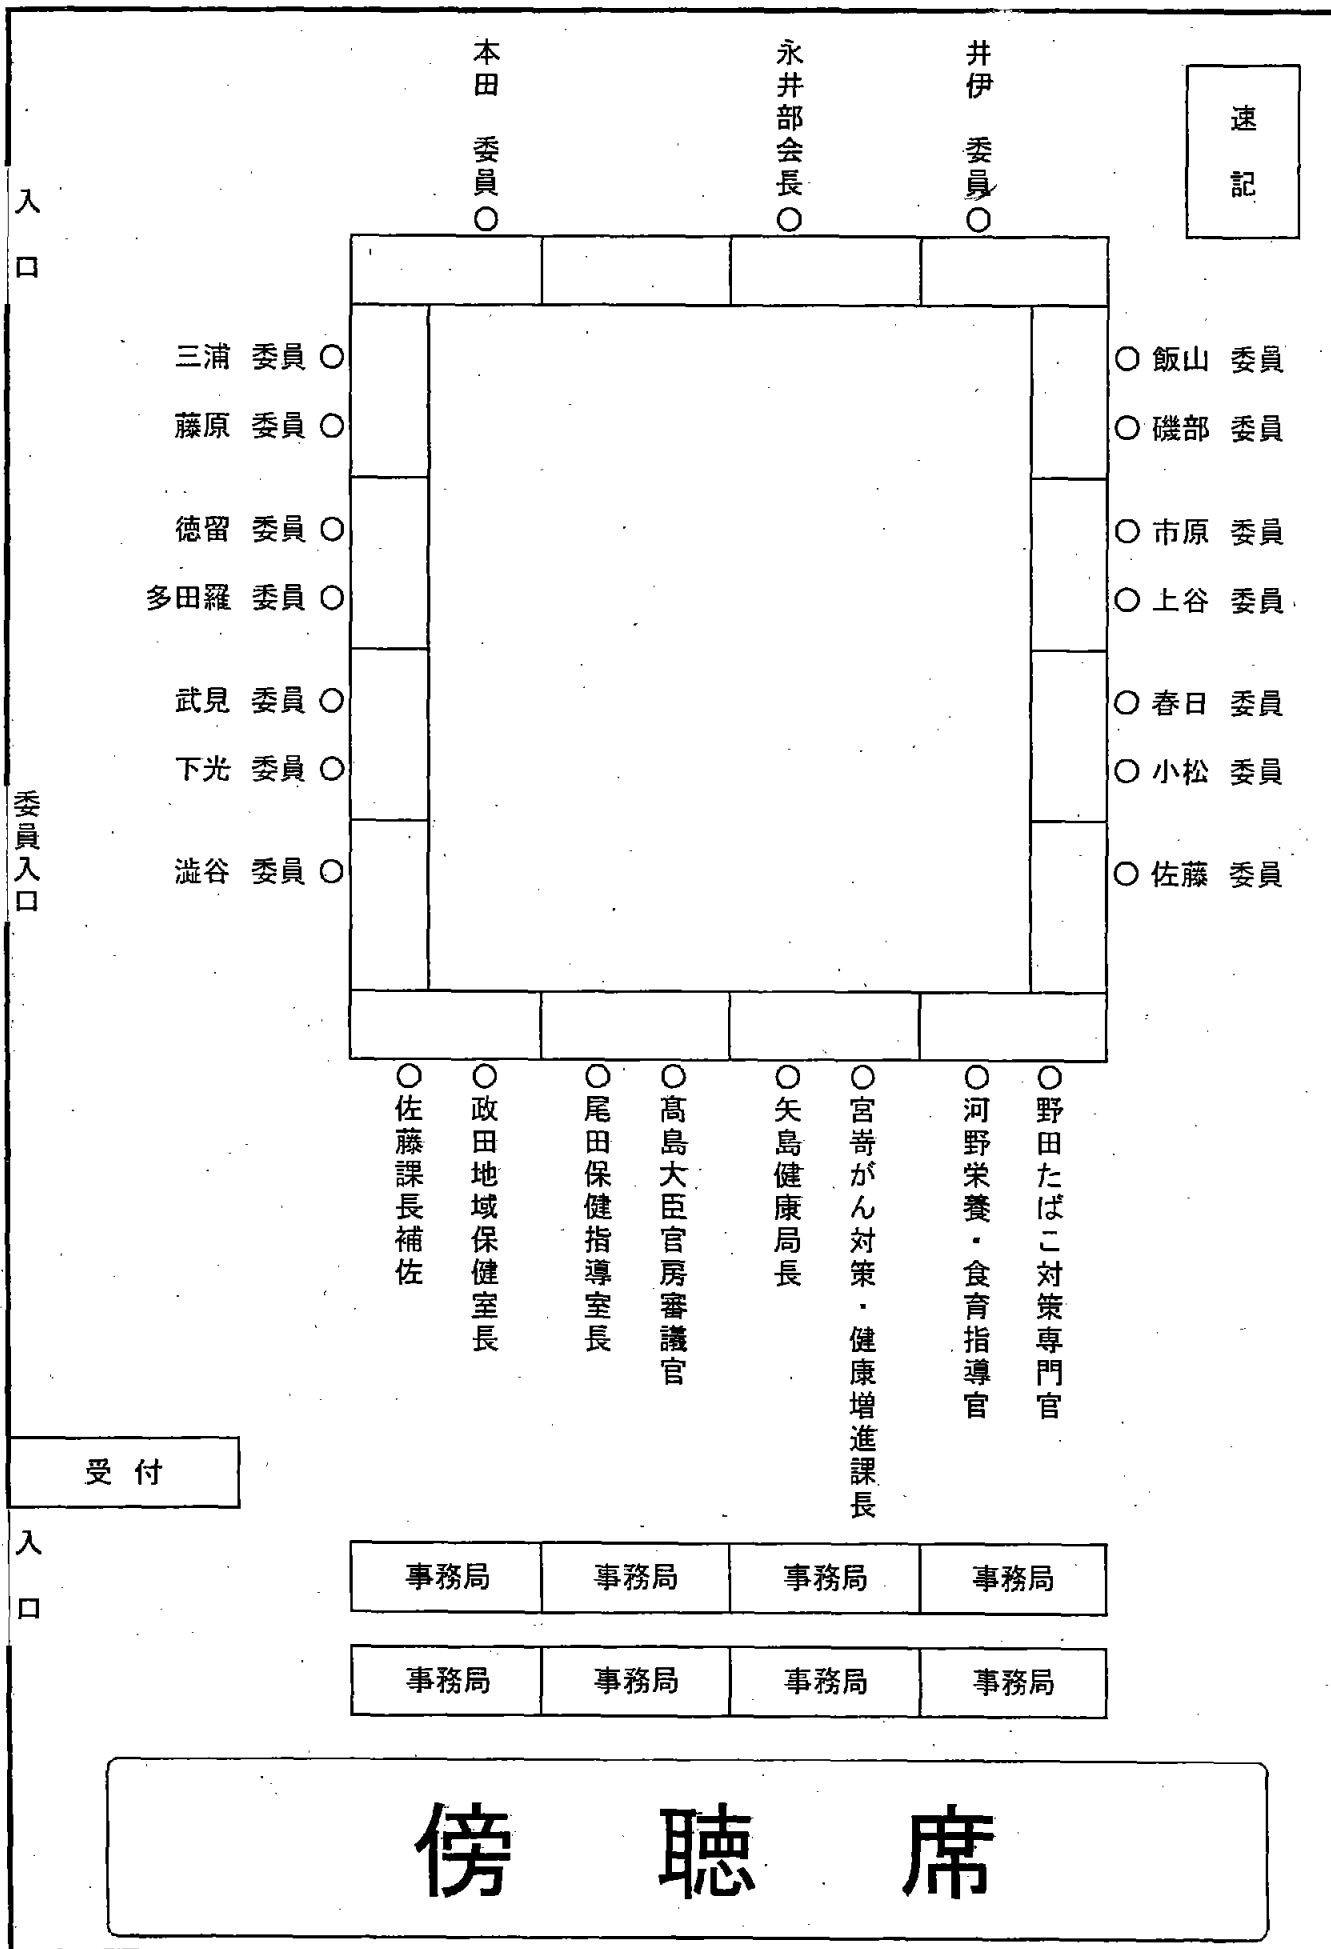 本田 委員○
永井部会長○
井伊 委員○
速記
入口
三浦 委員○
藤原 委員○
徳留 委員○
多田羅 委員○
武見 委員○
下光 委員○
澁谷 委員○
○飯山 委員
○磯部 委員
○市原 委員
○上谷 委員
○春日 委員
○小松 委員
○佐藤 委員
委員入口
○佐藤課長補佐
○政田地域保健室長
○尾田保健指導室長
○髙島大臣官房審議官
○矢島健康局長
○宮嵜がん対策・健康増進課長
○河野栄養・食育指導官
○野田たばこ対策専門官
受付
入口
事務局 事務局 事務局 事務局
事務局 事務局 事務局 事務局
傍聴席